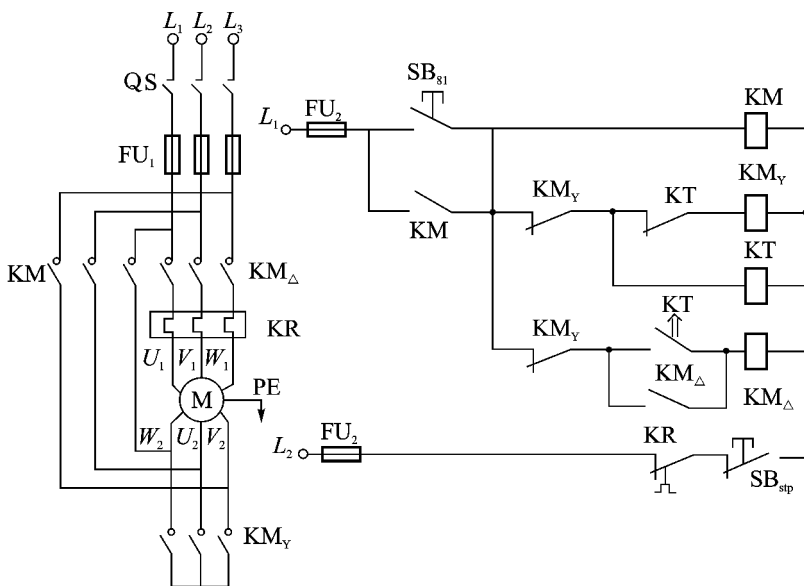 L₁ L₂ L₃
QS
FU₁
KM
KM△
KR
U₁ V₁ W₁
M
PE
W₂ U₂ V₂
KMY
SB₈₁
L₁
FU₂
KM
KM
KMY
KMY
KT
KT
KMY
KT
KM△
KM△
L₂
FU₂
KR
SBstp